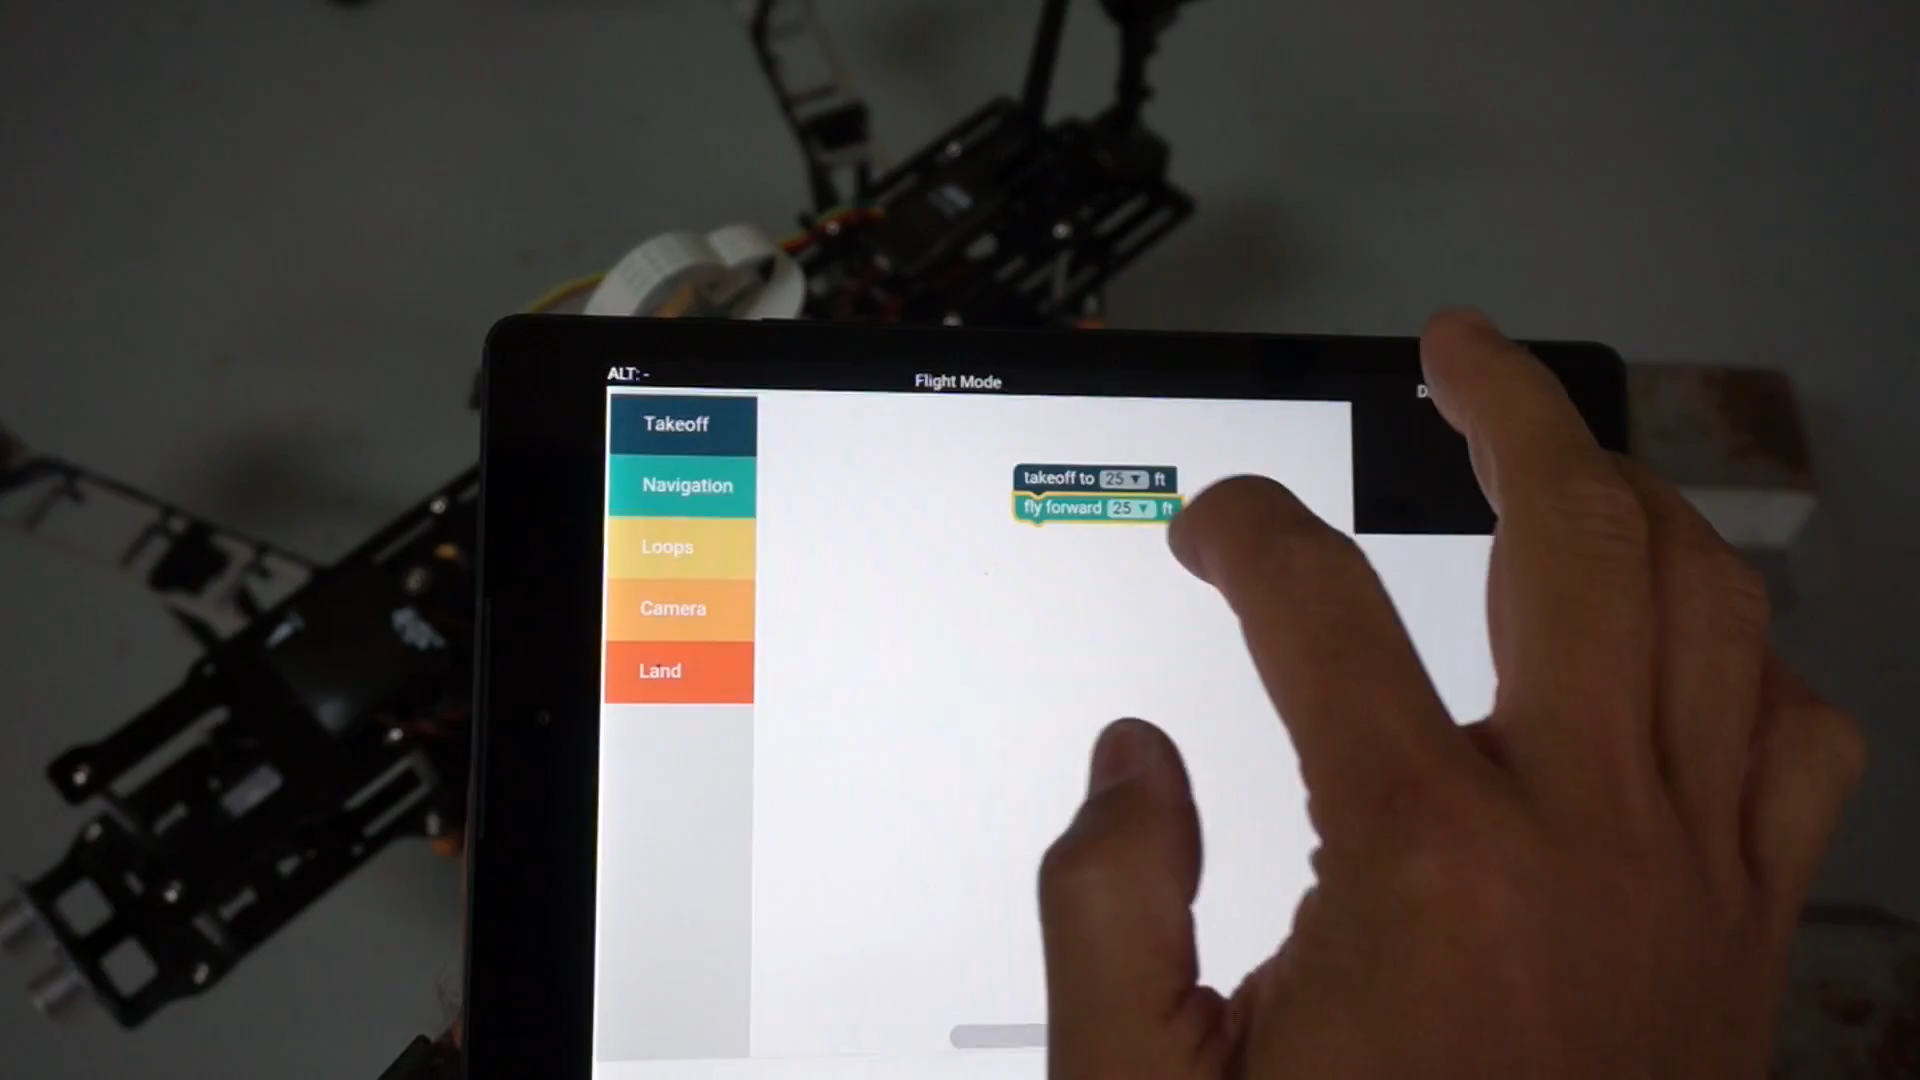 ALT: -
Flight Mode
Takeoff
Navigation
Loops
Camera
Land
takeoff to 25 ▼ ft
fly forward 25 ▼ ft